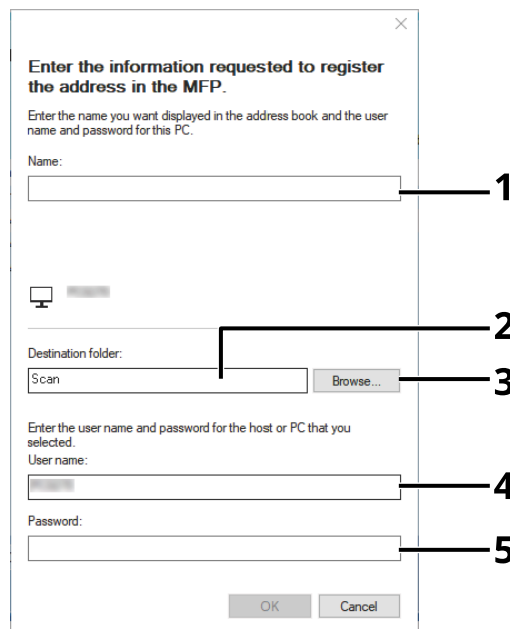 Enter the information requested to register
the address in the MFP.
Enter the name you want displayed in the address book and the user
name and password for this PC.
Name:
1
2
Destination folder:
Scan
Browse...
3
Enter the user name and password for the host or PC that you
selected.
User name:
4
Password:
5
OK
Cancel